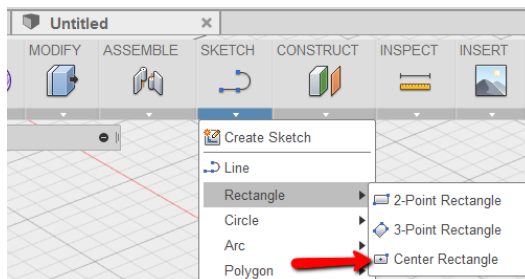 Untitled
MODIFY ASSEMBLE SKETCH CONSTRUCT INSPECT INSERT
Create Sketch
Line
Rectangle
2-Point Rectangle
Circle
3-Point Rectangle
Arc
Center Rectangle
Polygon